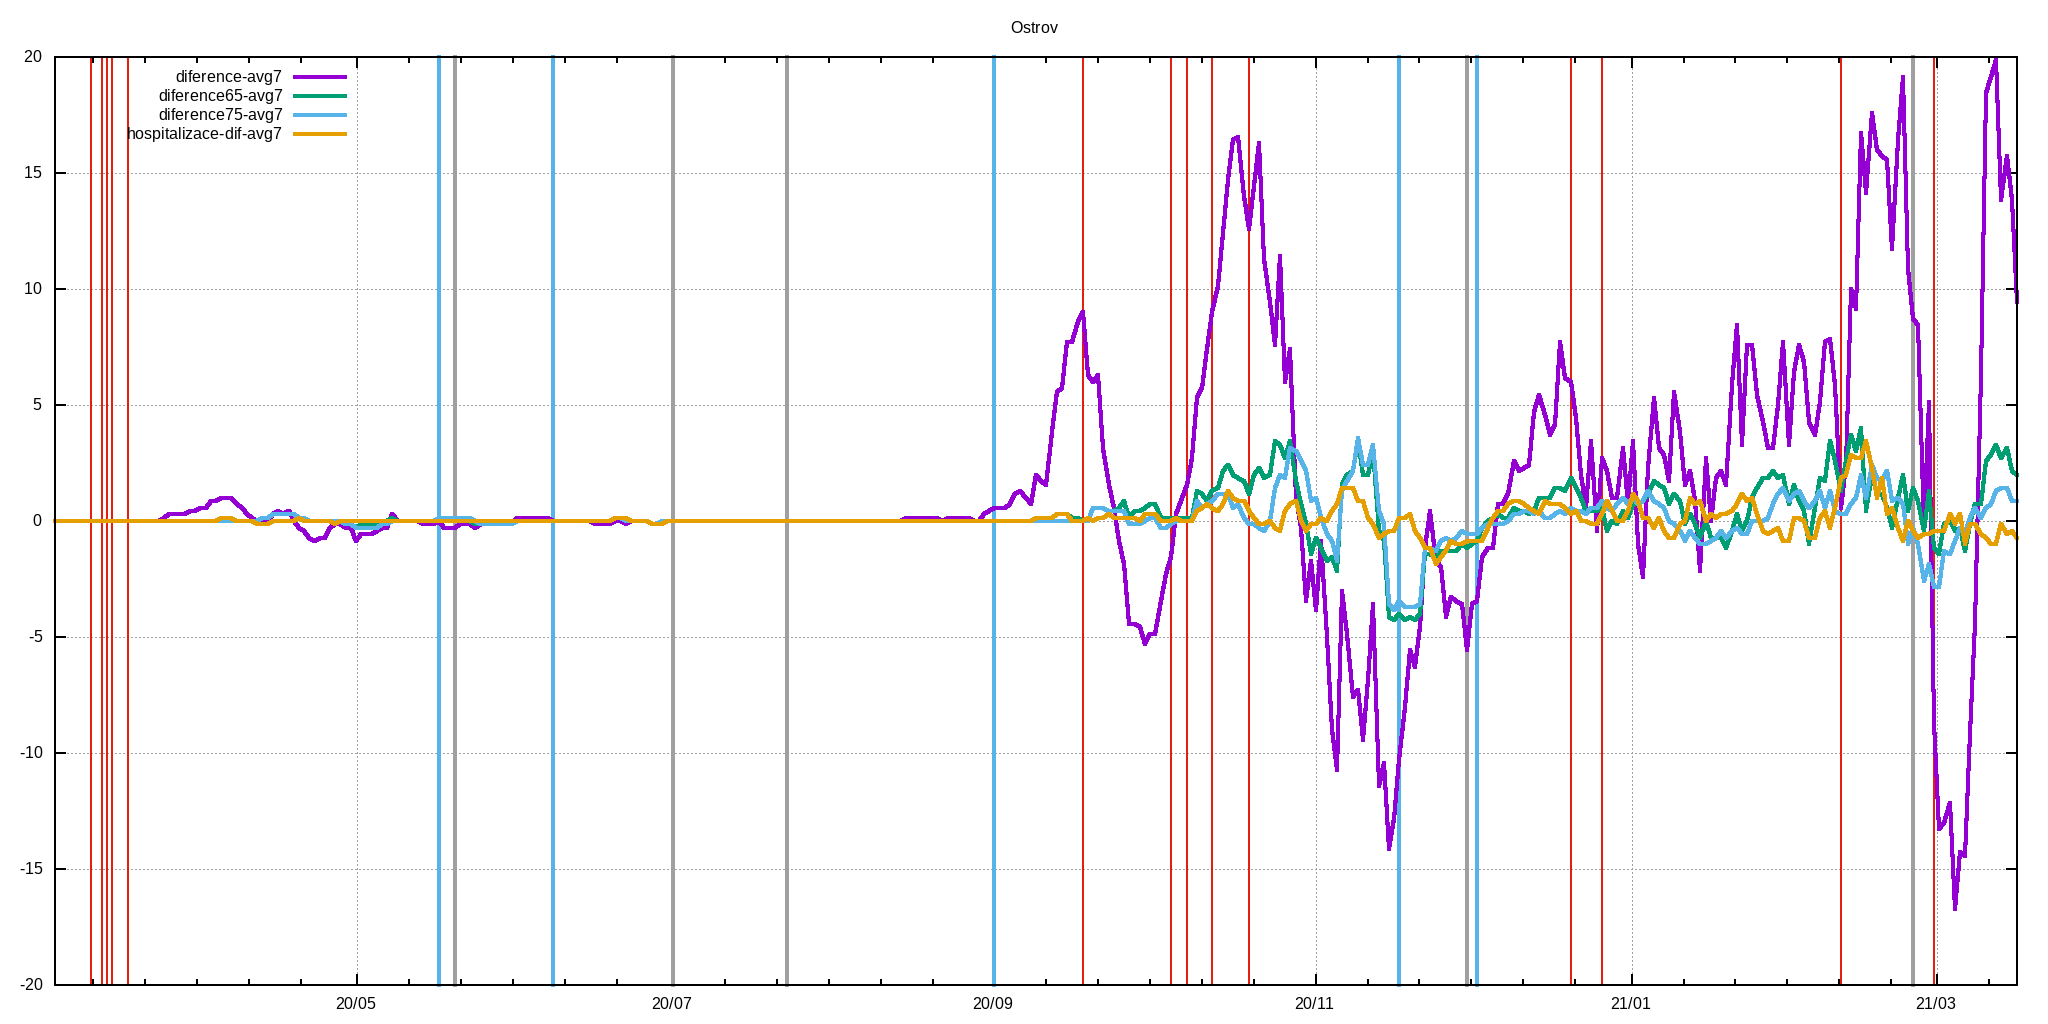 Ostrov
20
diference-avg7
diference65-avg7
diference75-avg7
hospitalizace-dif-avg7
15
10
5
0
-5
-10
-15
-20
20/05 20/07 20/09 20/11 21/01 21/03